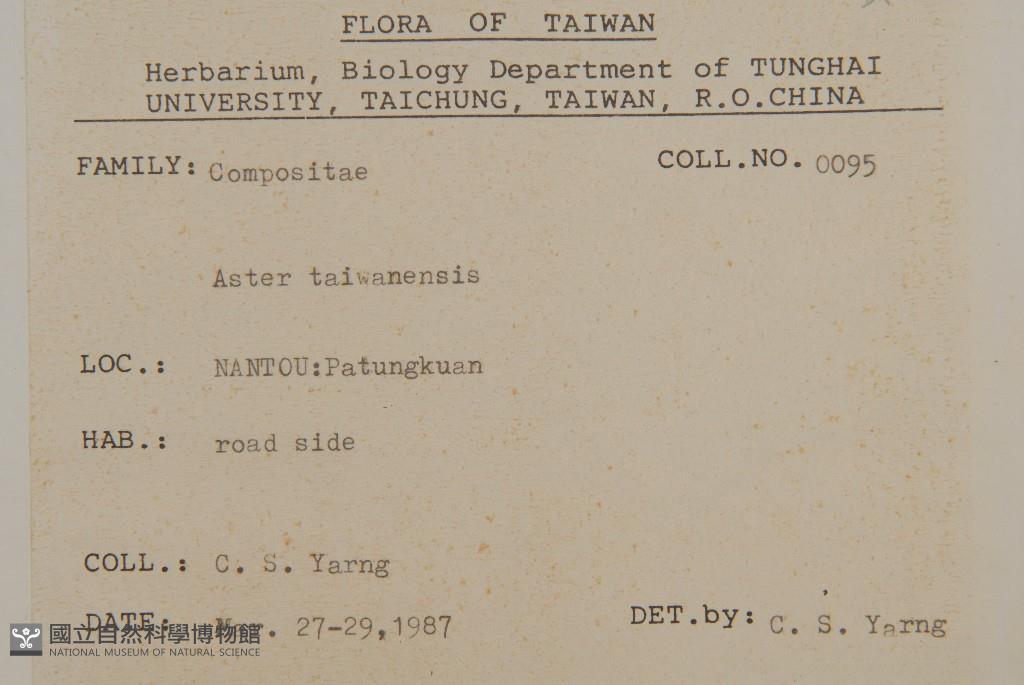 FLORA OF TAIWAN
Herbarium, Biology Department of TUNGHAI
UNIVERSITY, TAICHUNG, TAIWAN, R.O.CHINA
FAMILY: Compositae COLL.NO. 0095
Aster taiwanensis
LOC.: NANTOU:Patungkuan
HAB.: road side
COLL.: C. S. Yarng
DATE: 27-29,1987 DET.by: C. S. Yarng
國立自然科學博物館
NATIONAL MUSEUM OF NATURAL SCIENCE